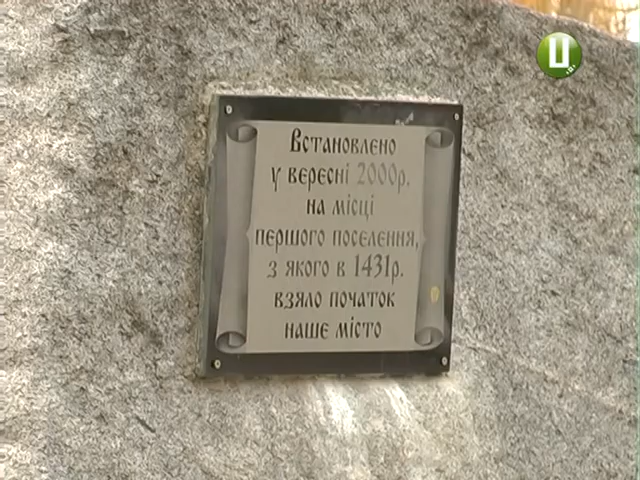 Встановлено
у вересні 2000р.
на місці
першого поселення,
з якого в 1431р.
взяло початок
наше місто
Ц